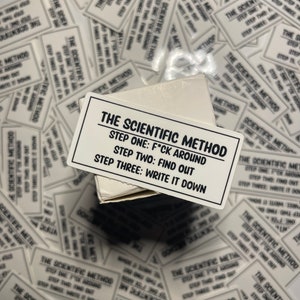 THE SCIENTIFIC METHOD
STEP ONE: F*CK AROUND
STEP TWO: FIND OUT
STEP THREE: WRITE IT DOWN